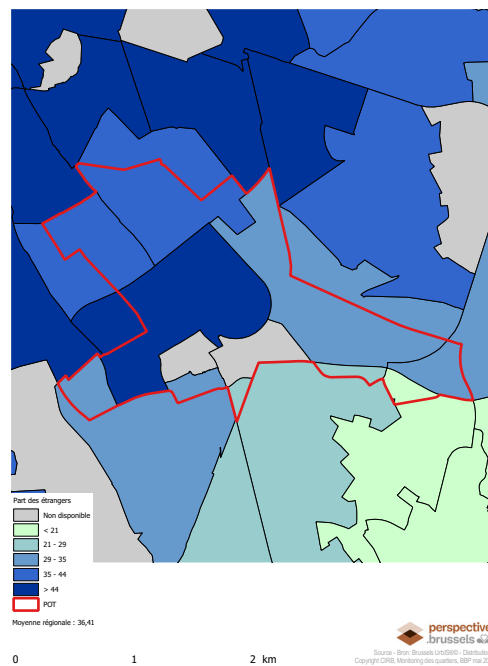 Part des étrangers
Non disponible
< 21
21 - 29
29 - 35
35 - 44
> 44
POT
Moyenne régionale : 36,41
perspective
.brussels
0 1 2 km
Source - Bron: Brussels UrbIS®© - Distributio
Copyright CIRB, Monitoring des quartiers, BBP mai 20